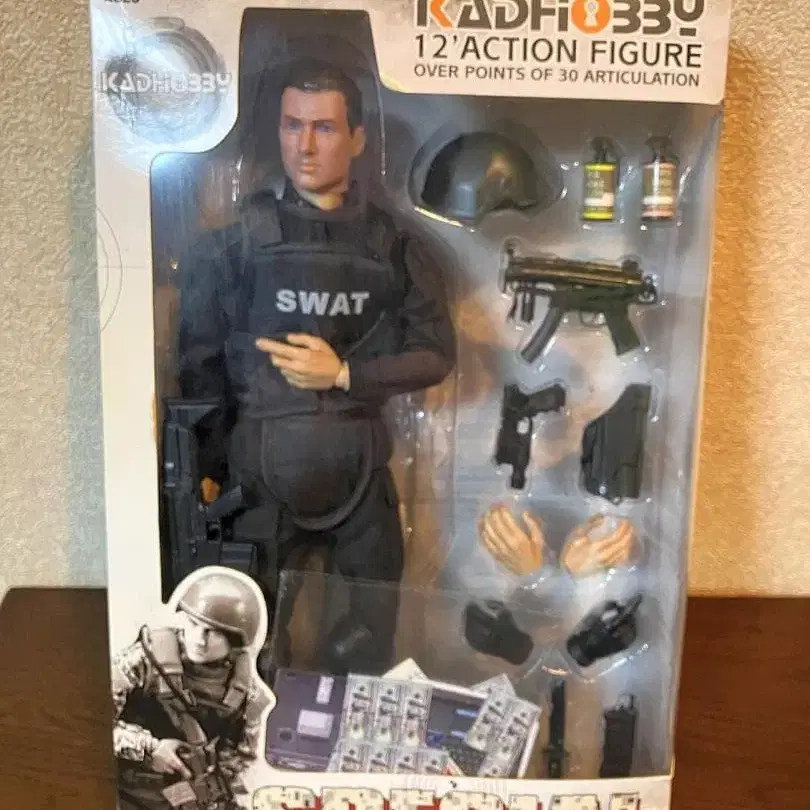 KADHOBBY
12' ACTION FIGURE
OVER POINTS OF 30 ARTICULATION
KADHOBBY
SWAT